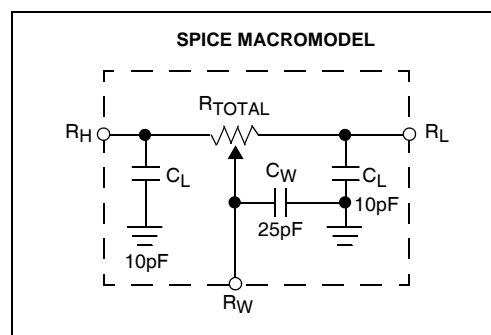 SPICE MACROMODEL
R_TOTAL
R_H
R_L
C_L
C_W
C_L
10pF
25pF
10pF
R_W